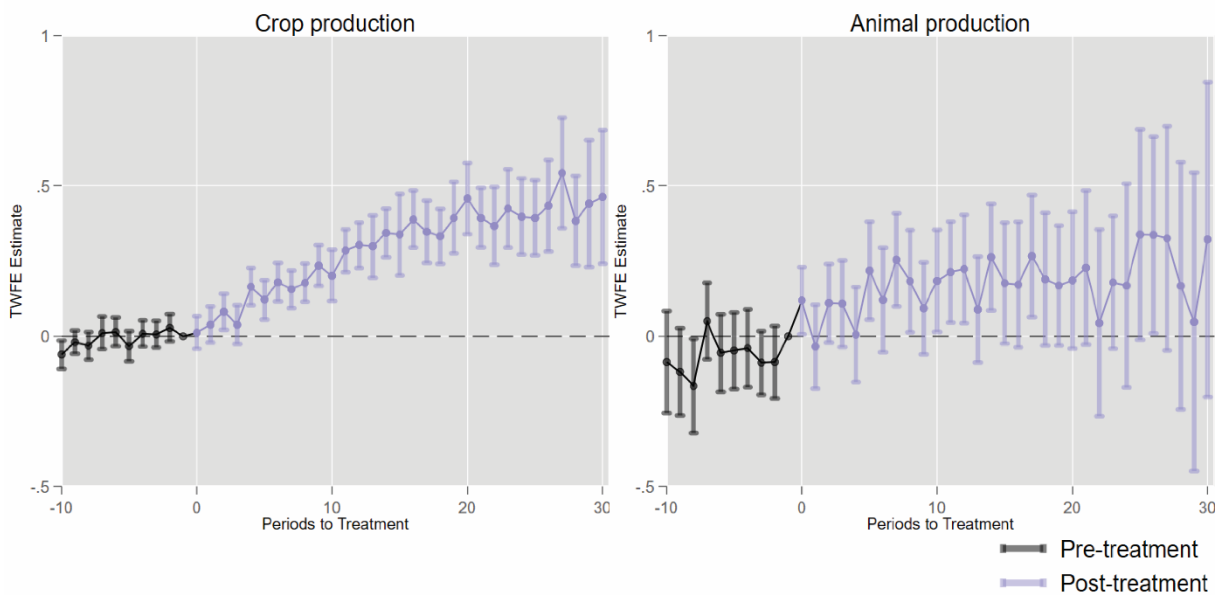 Crop production
Animal production
1
.5
0
-.5
TWFE Estimate
-10
0
10
20
30
Periods to Treatment
1
.5
0
-.5
TWFE Estimate
-10
0
10
20
30
Periods to Treatment
Pre-treatment
Post-treatment